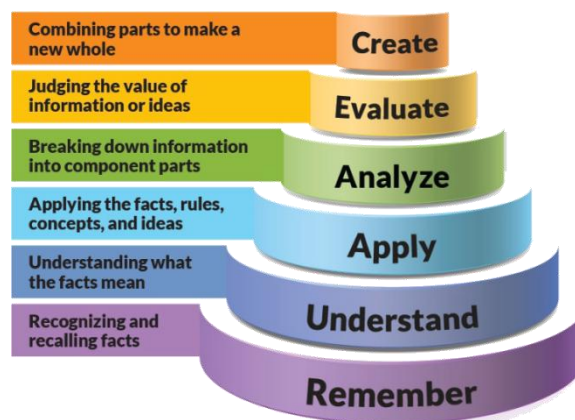 Combining parts to make a
new whole
Create
Judging the value of
information or ideas
Evaluate
Breaking down information
into component parts
Analyze
Applying the facts, rules,
concepts, and ideas
Apply
Understanding what
the facts mean
Understand
Recognizing and
recalling facts
Remember